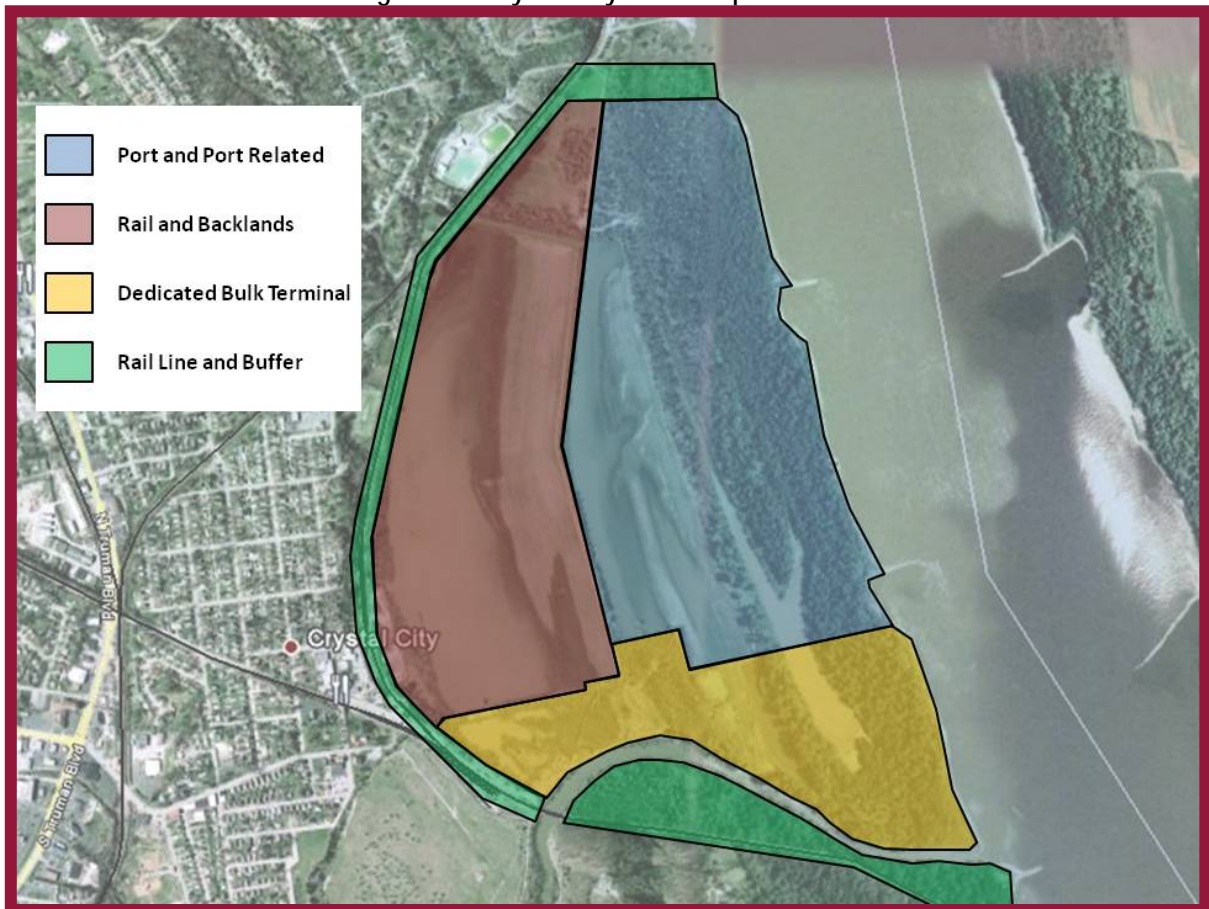 Port and Port Related
Rail and Backlands
Dedicated Bulk Terminal
Rail Line and Buffer
N Truman Blvd
Crystal City
S Truman Blvd